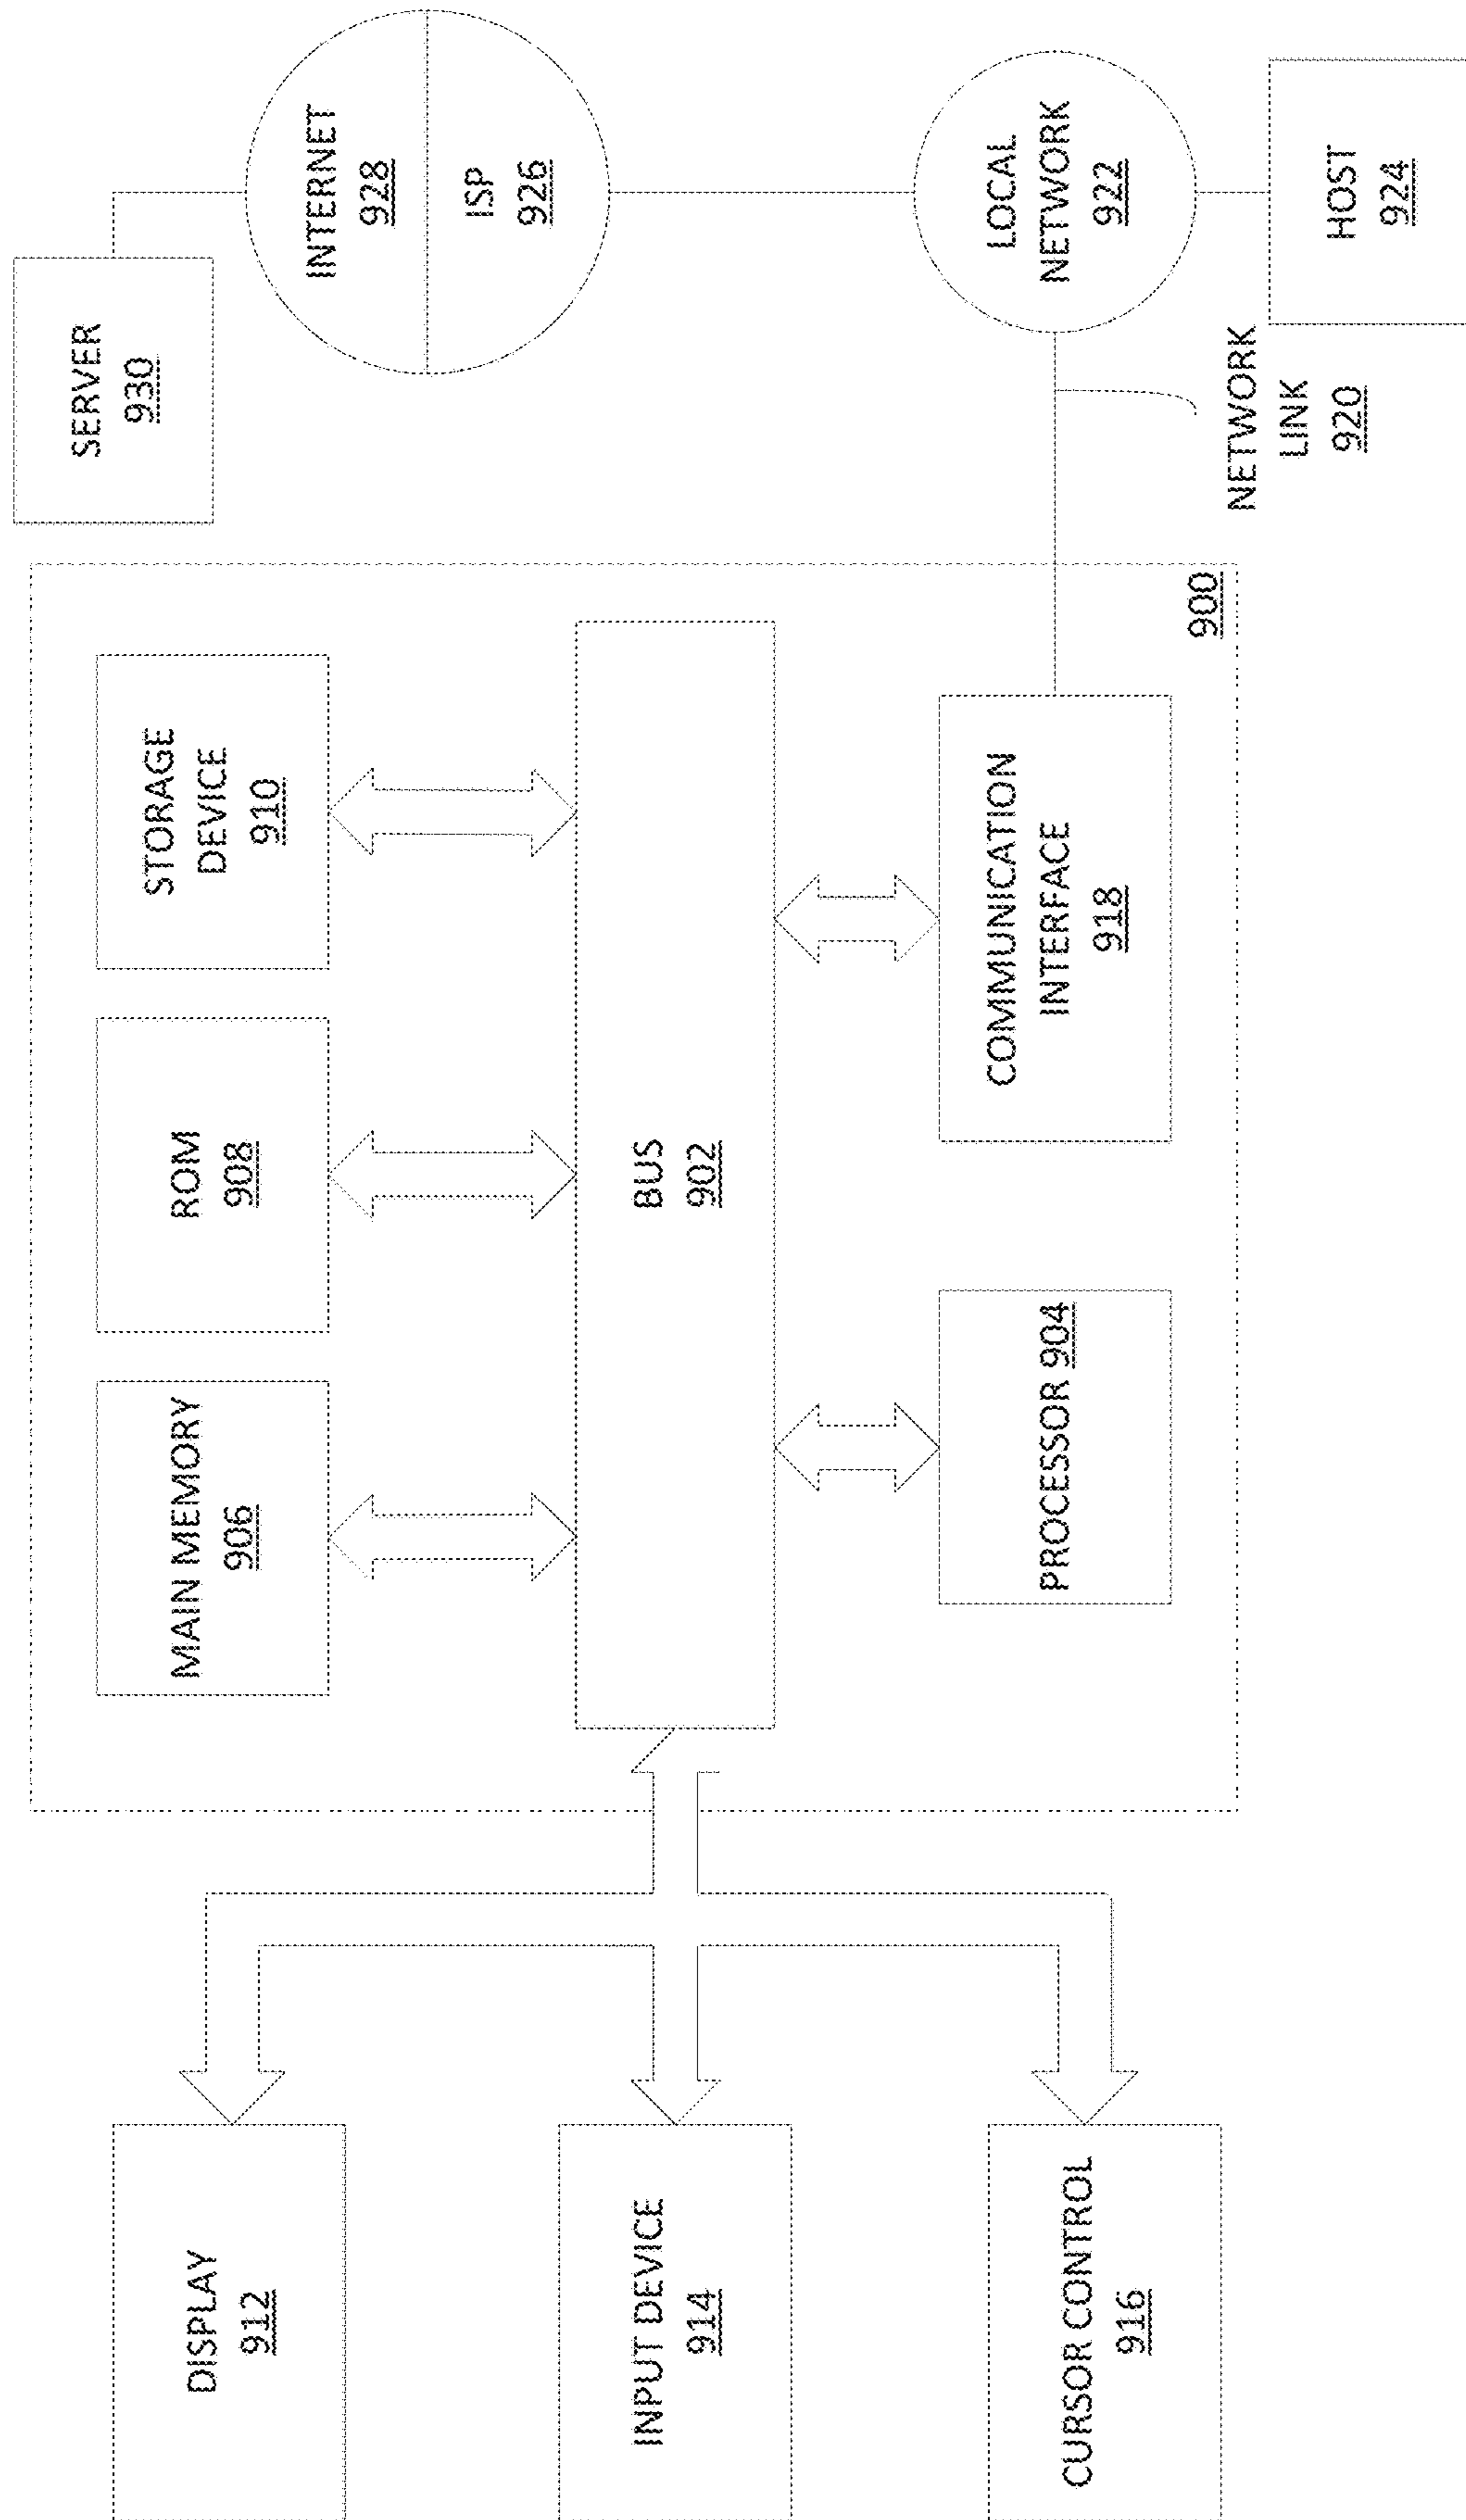 DISPLAY
912
INPUT DEVICE
914
CURSOR CONTROL
916
MAIN MEMORY
906
ROM
908
STORAGE
DEVICE
910
BUS
902
PROCESSOR 904
COMMUNICATION
INTERFACE
918
900
SERVER
930
INTERNET
928
ISP
926
LOCAL
NETWORK
922
NETWORK
LINK
920
HOST
924